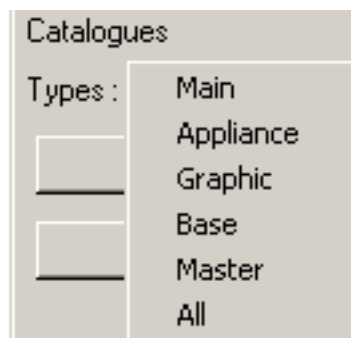 Catalogues
Types :
Main
Appliance
Graphic
Base
Master
All